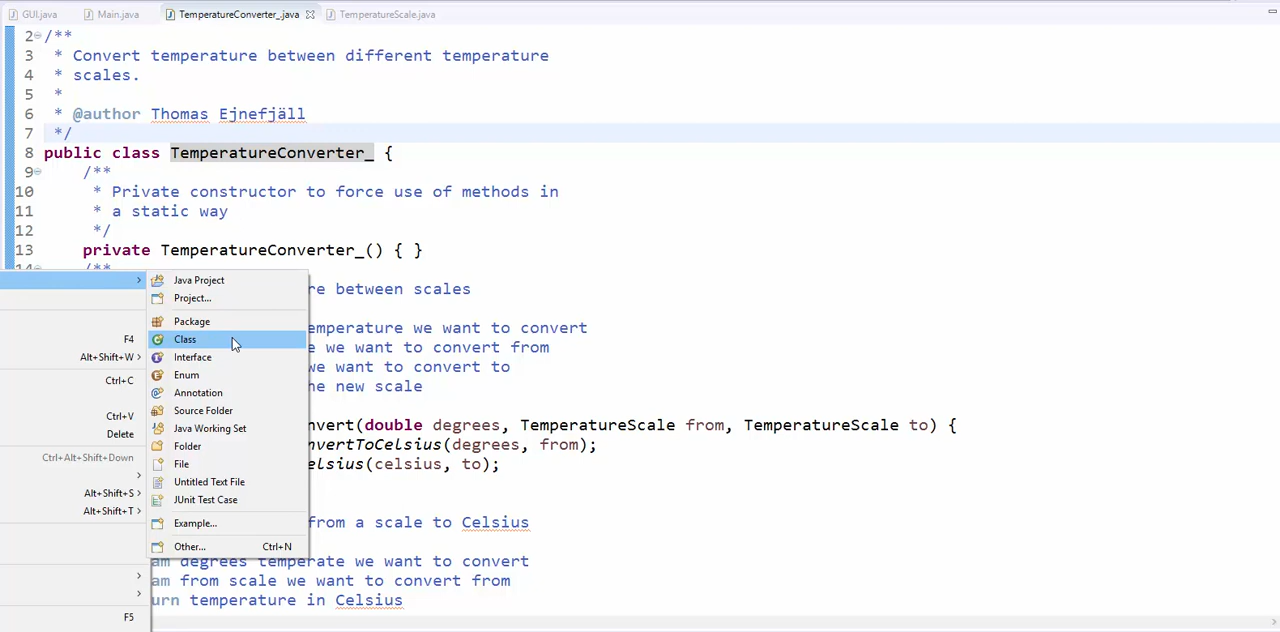 GUI.java Main.java TemperatureConverter_.java TemperatureScale.java
2 /**
3 * Convert temperature between different temperature
4 * scales.
5 *
6 * @author Thomas Ejnefjäll
7 */
8 public class TemperatureConverter_ {
9 /**
10 * Private constructor to force use of methods in
11 * a static way
12 */
13 private TemperatureConverter_() { }
14 /**
Java Project
re between scales
Project...
Package
emperature we want to convert
F4 Class
e we want to convert from
Alt+Shift+W Interface
we want to convert to
Enum
Ctrl+C
he new scale
Annotation
Source Folder
Ctrl+V
nvert(double degrees, TemperatureScale from, TemperatureScale to) {
Java Working Set
Delete
nvertToCelsius(degrees, from);
Folder
Ctrl+Alt+Shift+Down
File
elsius(celsius, to);
Untitled Text File
Alt+Shift+S
JUnit Test Case
Alt+Shift+T
Example...
from a scale to Celsius
Other... Ctrl+N
am degrees temperate we want to convert
am from scale we want to convert from
urn temperature in Celsius
F5